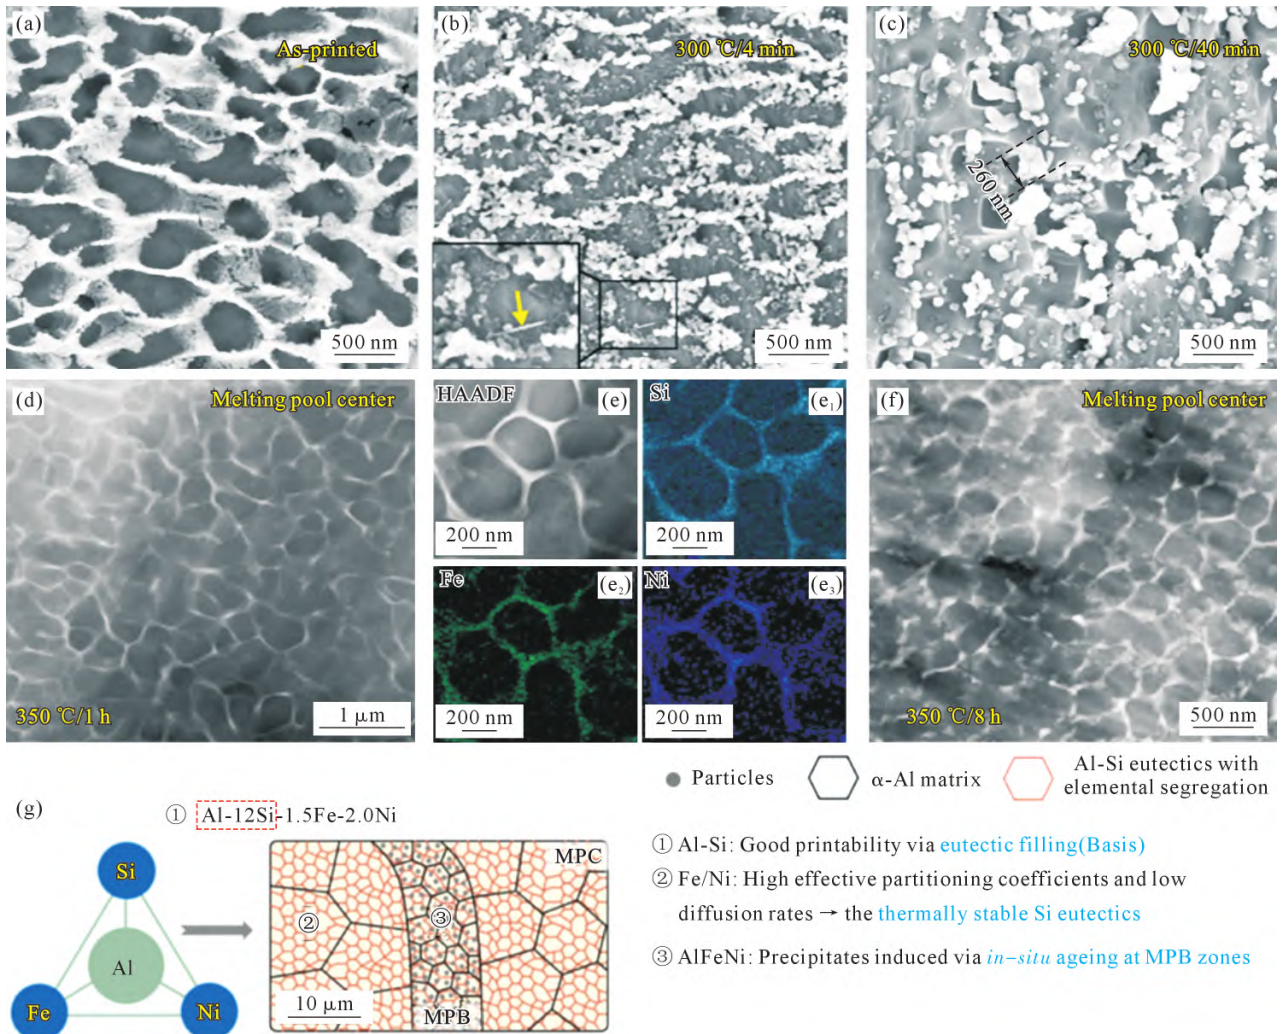 (a)
As-printed
500 nm
(b)
300 ℃/4 min
500 nm
(c)
300 ℃/40 min
260 nm
500 nm
(d)
Melting pool center
350 ℃/1 h
1 μm
HAADF
(e)
200 nm
Si
(e₁)
200 nm
Fe
(e₂)
200 nm
Ni
(e₃)
200 nm
(f)
Melting pool center
350 ℃/8 h
500 nm
Particles
α-Al matrix
Al-Si eutectics with
elemental segregation
(g)
① Al-12Si-1.5Fe-2.0Ni
Si
Al
Fe
Ni
MPC
②
③
10 μm
MPB
① Al-Si: Good printability via eutectic filling(Basis)
② Fe/Ni: High effective partitioning coefficients and low
diffusion rates → the thermally stable Si eutectics
③ AlFeNi: Precipitates induced via in-situ ageing at MPB zones